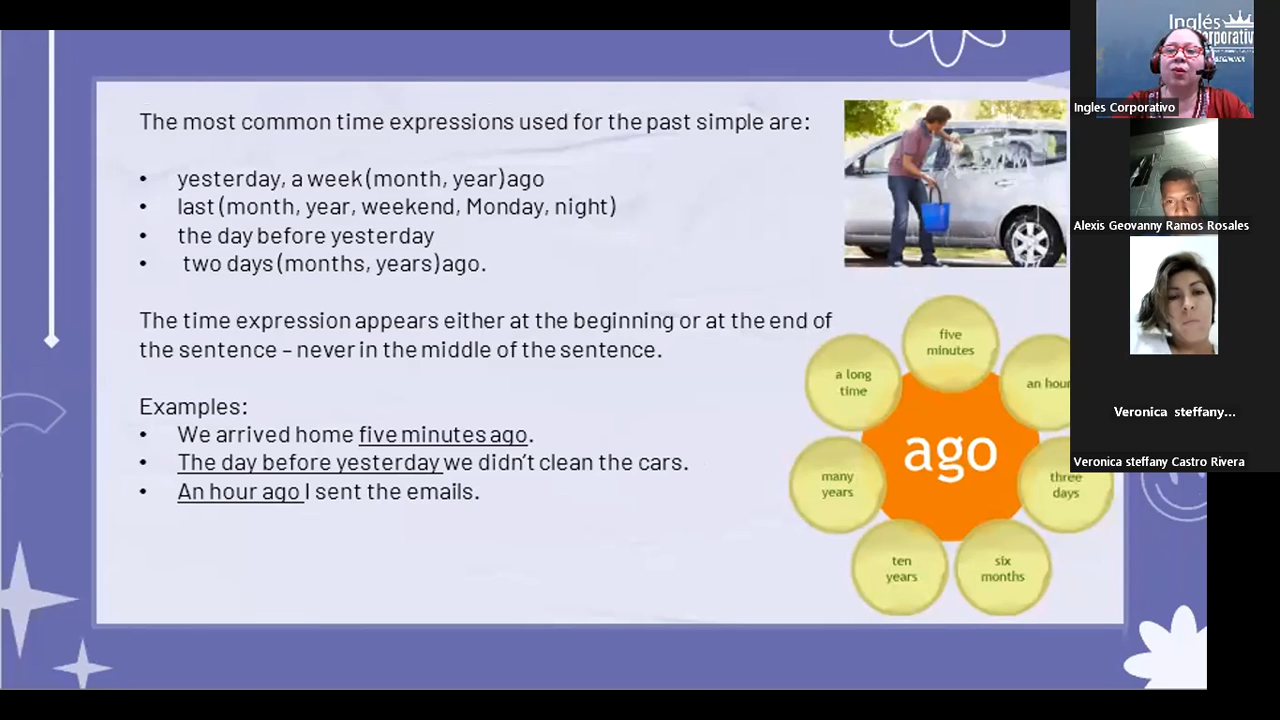 The most common time expressions used for the past simple are:
• yesterday, a week (month, year) ago
• last (month, year, weekend, Monday, night)
• the day before yesterday
• two days (months, years) ago.
The time expression appears either at the beginning or at the end of
the sentence – never in the middle of the sentence.
Examples:
• We arrived home five minutes ago.
• The day before yesterday we didn't clean the cars.
• An hour ago I sent the emails.
five
minutes
a long
time
an hour
ago
many
years
three
days
ten
years
six
months
Inglés
Ingles Corporativo
Alexis Geovanny Ramos Rosales
Veronica steffany...
Veronica steffany Castro Rivera